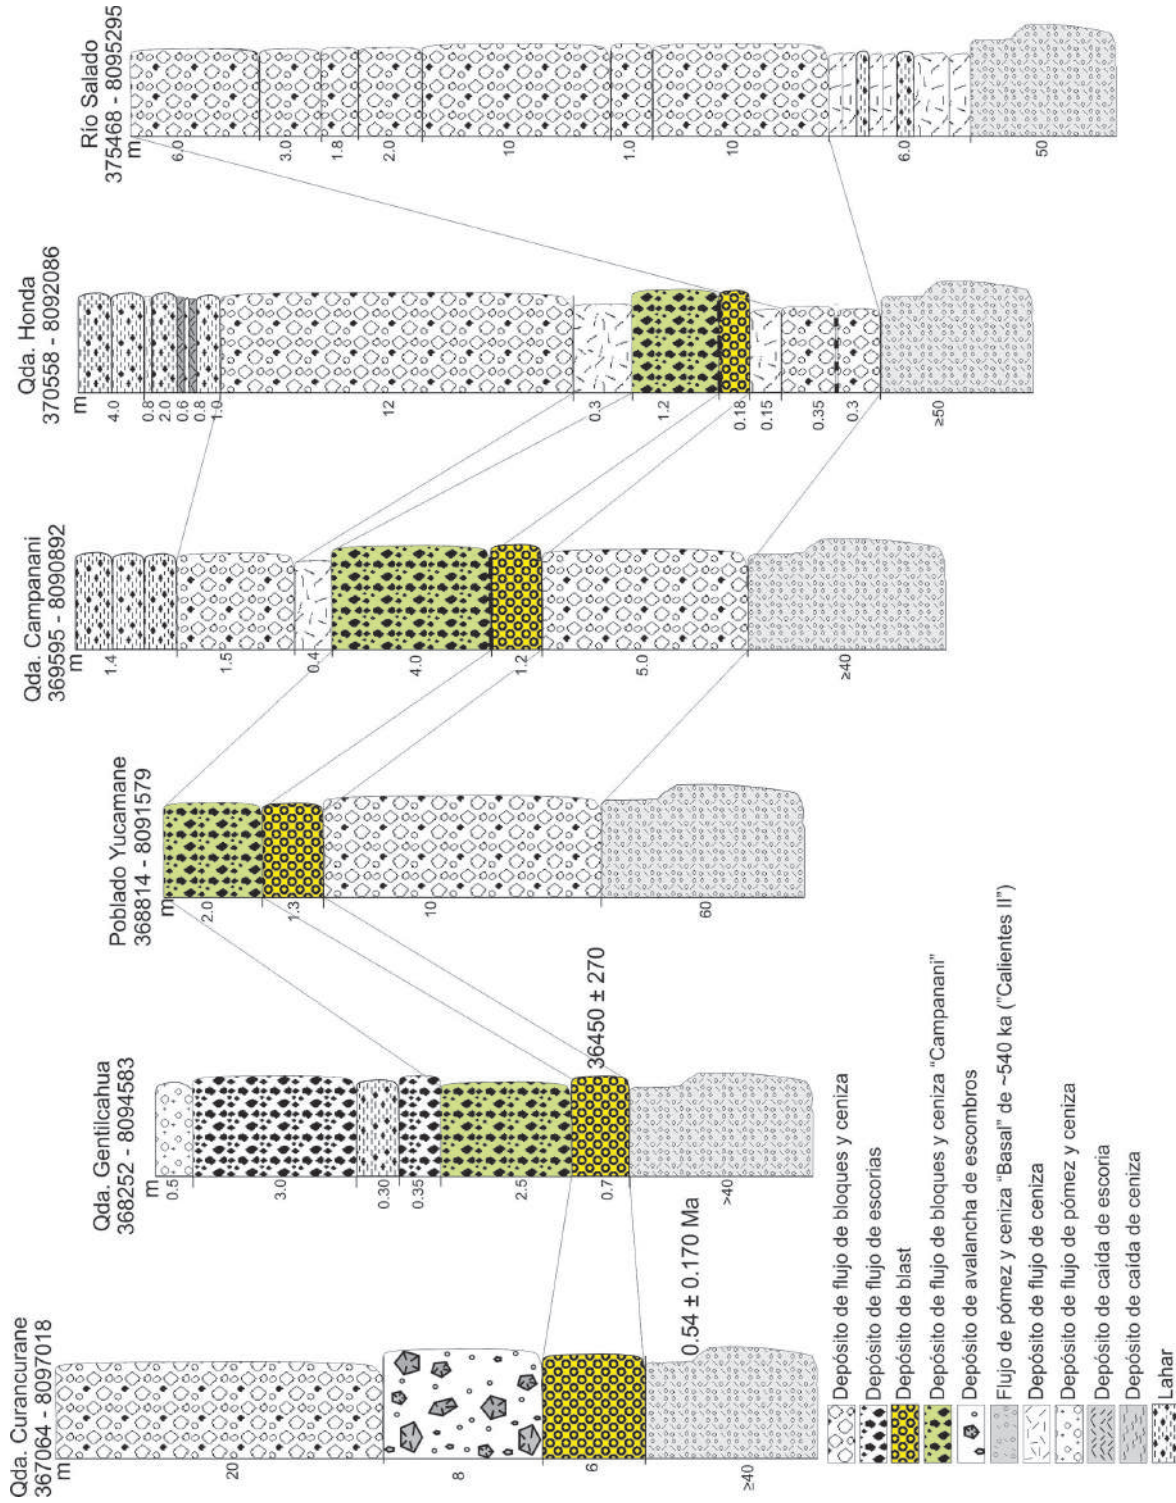 Qda. Curancurane
367064 - 8097018
m
20
8
6
≥40
0.54 ± 0.170 Ma
Qda. Gentilcahua
368252 - 8094583
m
0.5
3.0
0.30
0.35
2.5
0.7
>40
36450 ± 270
Poblado Yucamane
368814 - 8091579
m
2.0
1.3
10
60
Qda. Campanani
369595 - 8090892
m
1.4
1.5
0.4
4.0
1.2
5.0
≥40
Qda. Honda
370558 - 8092086
m
4.0
0.8
2.0
0.6
0.8
1.0
12
0.3
1.2
0.18
0.15
0.35
0.3
≥50
Río Salado
375468 - 8095295
m
6.0
3.0
1.8
2.0
10
1.0
10
6.0
50
Depósito de flujo de bloques y ceniza
Depósito de flujo de escorias
Depósito de blast
Depósito de flujo de bloques y ceniza "Campanani"
Depósito de avalancha de escombros
Flujo de pómez y ceniza "Basal" de ~540 ka ("Calientes II")
Depósito de flujo de ceniza
Depósito de flujo de pómez y ceniza
Depósito de caída de escoria
Depósito de caída de ceniza
Lahar